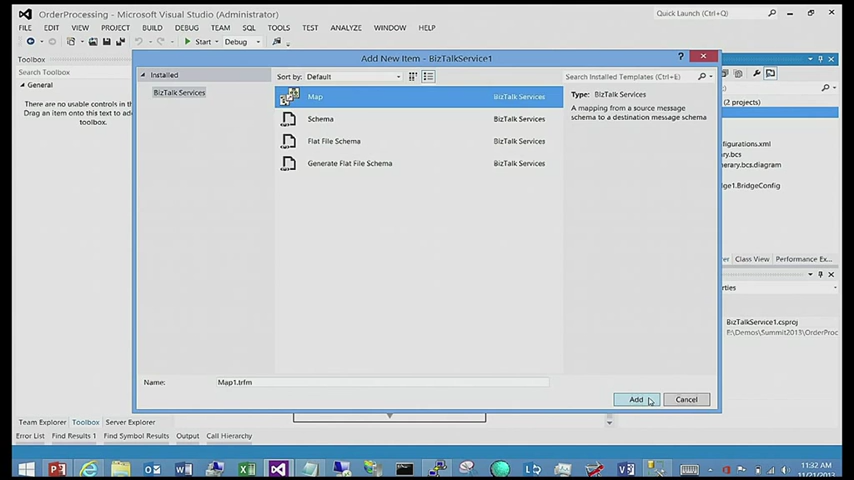 OrderProcessing - Microsoft Visual Studio (Administrator)
Quick Launch (Ctrl+Q)
FILE EDIT VIEW PROJECT BUILD DEBUG TEAM SQL TOOLS TEST ANALYZE WINDOW HELP
Start Debug
Toolbox
Search Toolbox
General
There are no usable controls in th
Drag an item onto this text to add
toolbox.
Add New Item - BizTalkService1
Installed
BizTalk Services
Sort by: Default
Search Installed Templates (Ctrl+E)
Map BizTalk Services
Schema BizTalk Services
Flat File Schema BizTalk Services
Generate Flat File Schema BizTalk Services
Type: BizTalk Services
A mapping from a source message
schema to a destination message schema
(2 projects)
onfigurations.xml
nerary.bcs
nerary.bcs.diagram
ridge1.BridgeConfig
rer Class View Performance Ex...
rties
BizTalkService1.csproj
E:\Demos\Summit2013\OrderProc
Name: Map1.trfm
Add Cancel
Team Explorer Toolbox Server Explorer
Error List Find Results 1 Find Symbol Results Output Call Hierarchy
11:32 AM
11/21/2013